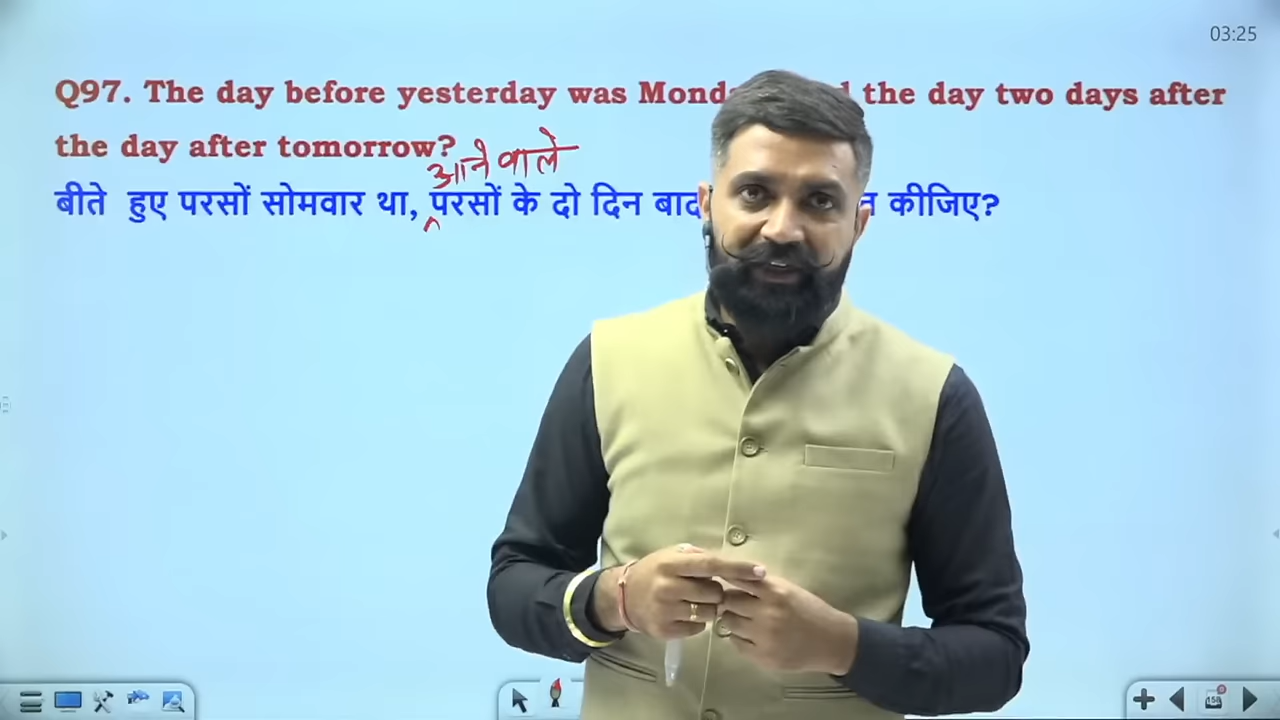 03:25
Q97. The day before yesterday was the day two days after
the day after tomorrow?
आने वाले
बीते हुए परसों सोमवार था, परसों के दो दिन बाद कीजिए?